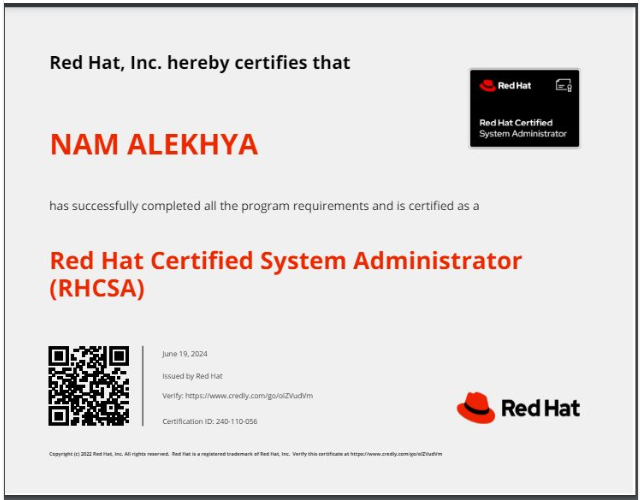 Red Hat, Inc. hereby certifies that
Red Hat
Red Hat Certified
System Administrator
NAM ALEKHYA
has successfully completed all the program requirements and is certified as a
Red Hat Certified System Administrator
(RHCSA)
June 19, 2024
Issued by Red Hat
Verify: https://www.credly.com/go/olZVudVm
Certification ID: 240-110-056
Red Hat
Copyright (c) 2022 Red Hat, Inc. All rights reserved. Red Hat is a registered trademark of Red Hat, Inc. Verify this certificate at https://www.credly.com/go/olZVudVm